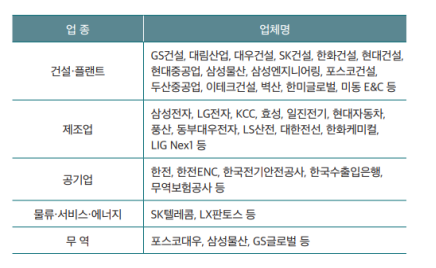 업 종 업체명
건설·플랜트
GS건설, 대림산업, 대우건설, SK건설, 한화건설, 현대건설,
현대중공업, 삼성물산, 삼성엔지니어링, 포스코건설,
두산중공업, 이테크건설, 벽산, 한미글로벌, 미동 E&C 등
제조업
삼성전자, LG전자, KCC, 효성, 일진전기, 현대자동차,
풍산, 동부대우전자, LS산전, 대한전선, 한화케미컬,
LIG Nex1 등
공기업
한전, 한전ENC, 한국전기안전공사, 한국수출입은행,
무역보험공사 등
물류·서비스·에너지 SK텔레콤, LX판토스 등
무 역 포스코대우, 삼성물산, GS글로벌 등